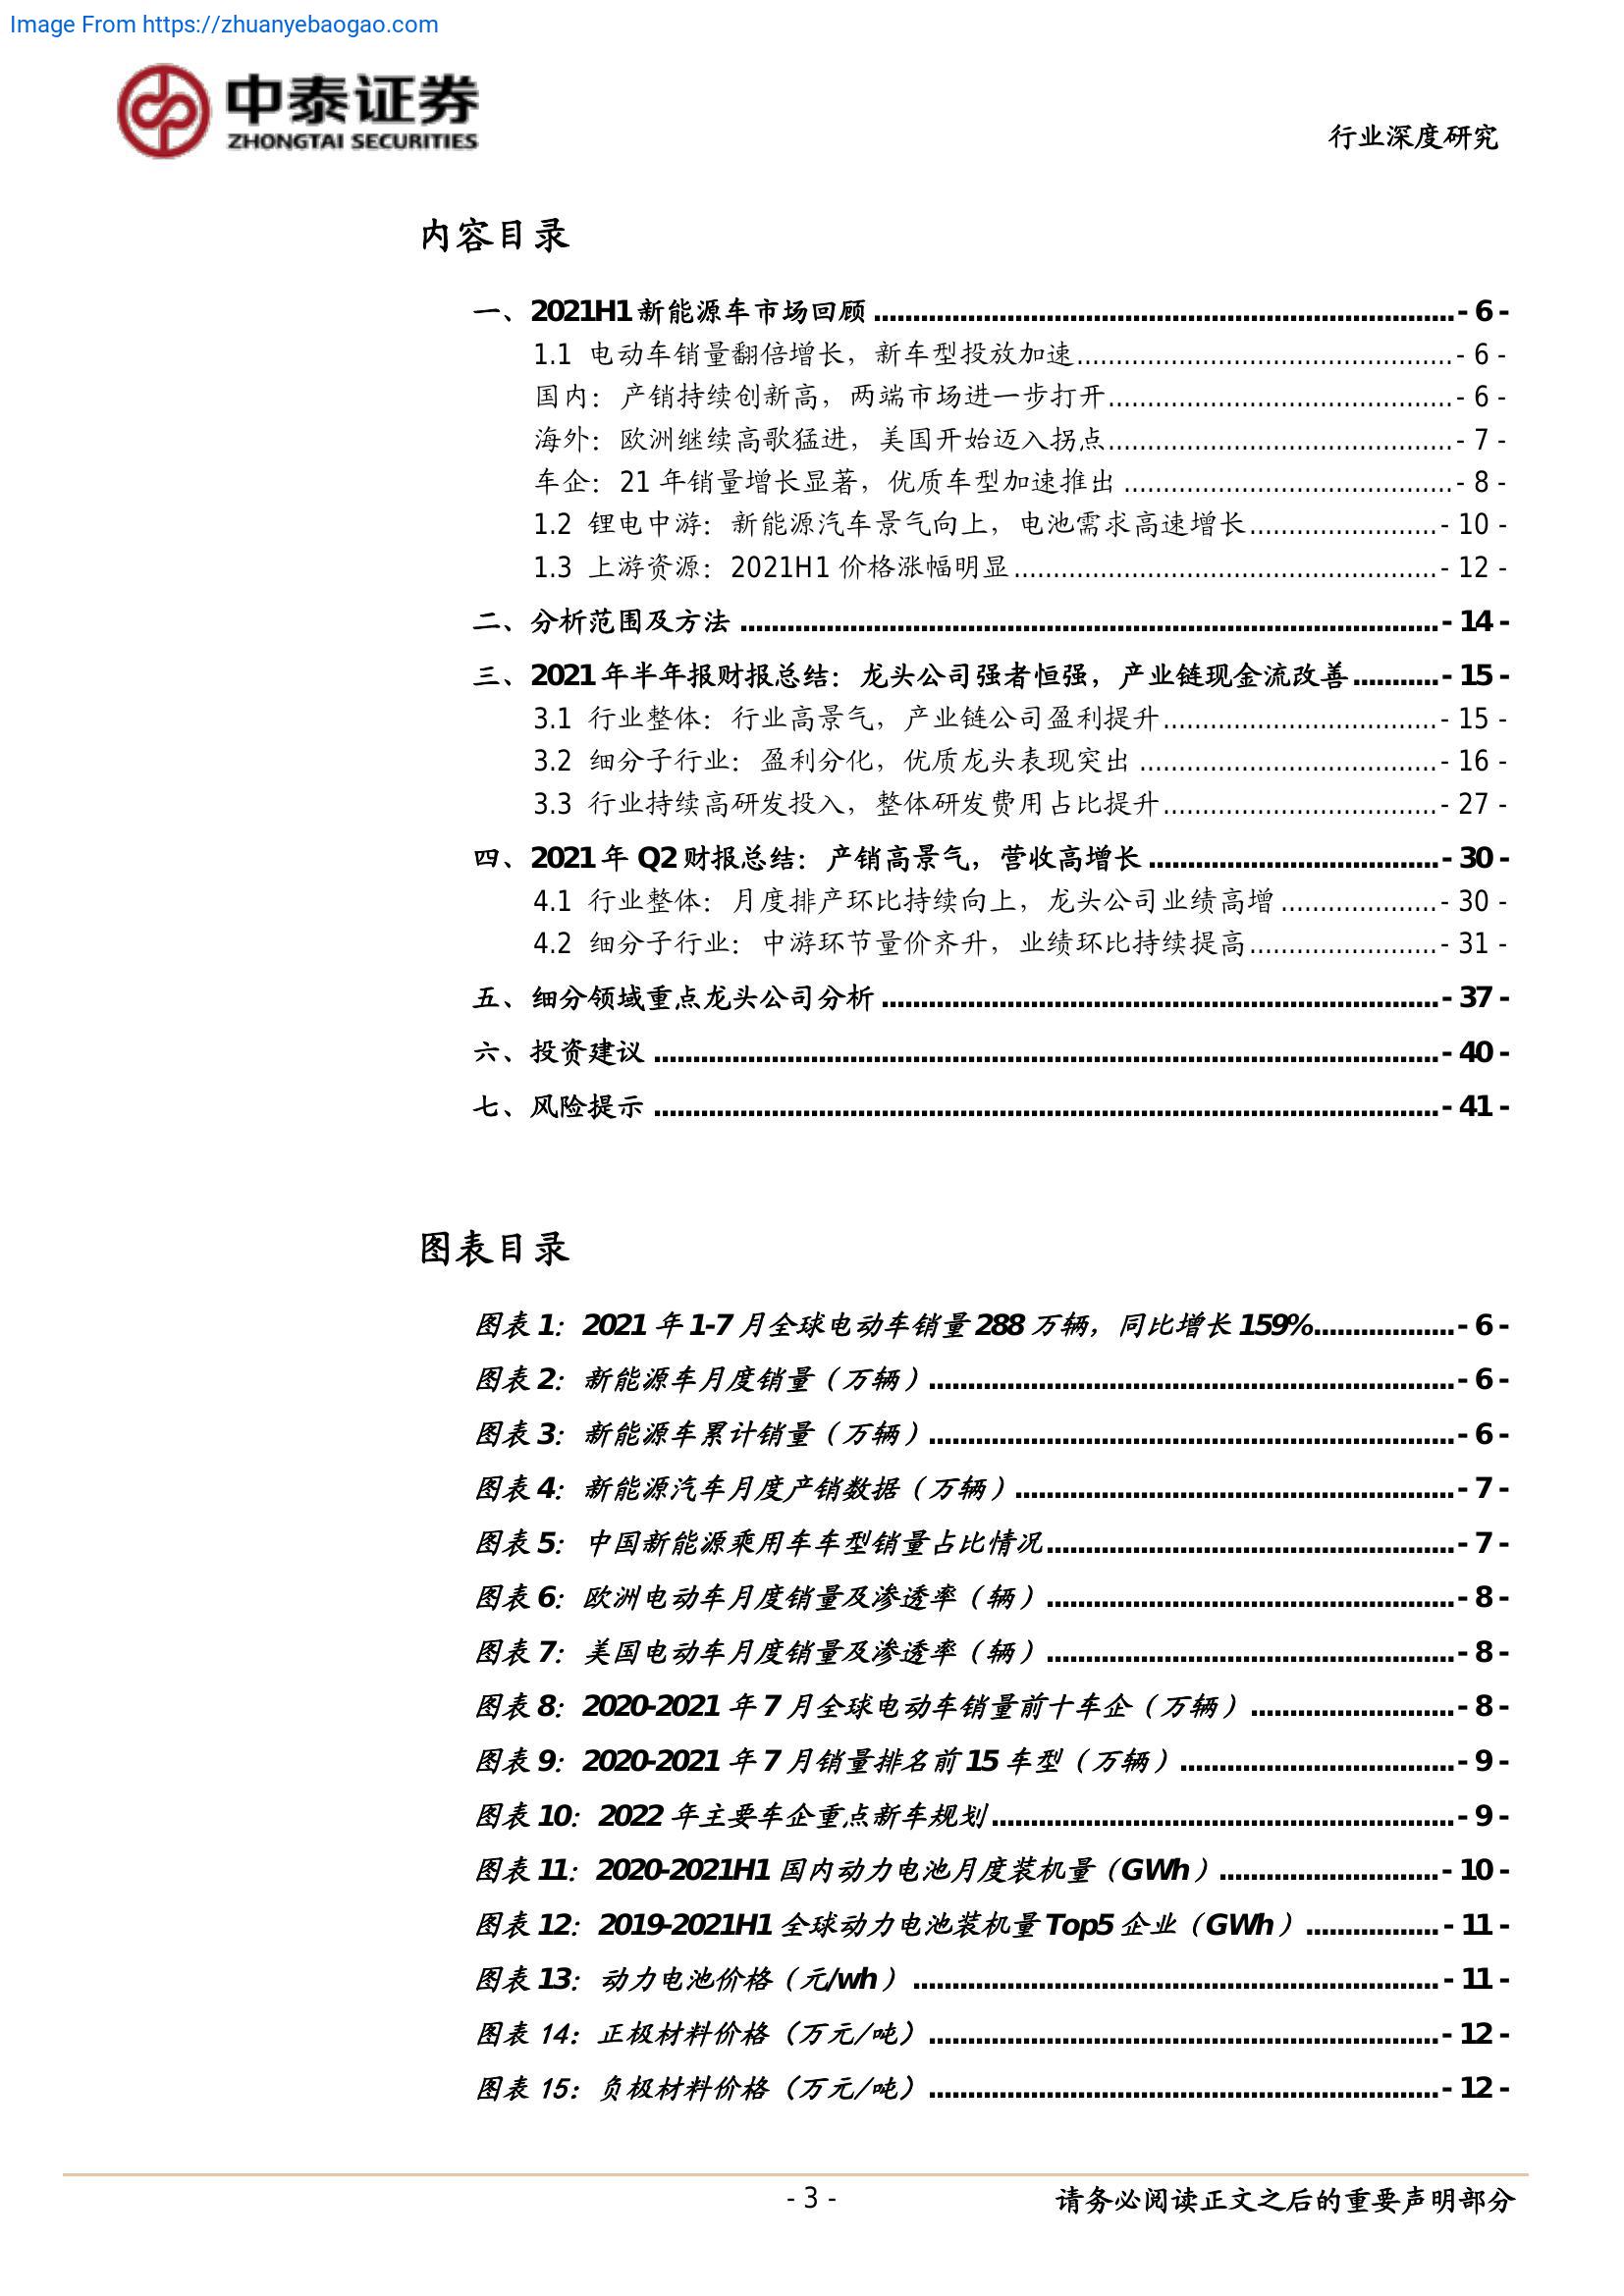 Image From https://zhuanyebaogao.com
中泰证券
ZHONGTAI SECURITIES
行业深度研究
内容目录
一、2021H1 新能源车市场回顾 ........................................ - 6 -
1.1 电动车销量翻倍增长，新车型投放加速 ........................................ - 6 -
国内：产销持续创新高，两端市场进一步打开 ........................................ - 6 -
海外：欧洲继续高歌猛进，美国开始迈入拐点 ........................................ - 7 -
车企：21 年销量增长显著，优质车型加速推出 ........................................ - 8 -
1.2 锂电中游：新能源汽车景气向上，电池需求高速增长 ........................ - 10 -
1.3 上游资源：2021H1 价格涨幅明显 ........................................ - 12 -
二、分析范围及方法 ........................................ - 14 -
三、2021 年半年报财报总结：龙头公司强者恒强，产业链现金流改善 ........... - 15 -
3.1 行业整体：行业高景气，产业链公司盈利提升 ................................... - 15 -
3.2 细分子行业：盈利分化，优质龙头表现突出 ...................................... - 16 -
3.3 行业持续高研发投入，整体研发费用占比提升 ................................... - 27 -
四、2021 年 Q2 财报总结：产销高景气，营收高增长 ..................................... - 30 -
4.1 行业整体：月度排产环比持续向上，龙头公司业绩高增 .................... - 30 -
4.2 细分子行业：中游环节量价齐升，业绩环比持续提高 ........................ - 31 -
五、细分领域重点龙头公司分析 ........................................ - 37 -
六、投资建议 ........................................ - 40 -
七、风险提示 ........................................ - 41 -
图表目录
图表 1：2021 年 1-7 月全球电动车销量 288 万辆，同比增长 159% .................. - 6 -
图表 2：新能源车月度销量（万辆） ........................................ - 6 -
图表 3：新能源车累计销量（万辆） ........................................ - 6 -
图表 4：新能源汽车月度产销数据（万辆） ........................................ - 7 -
图表 5：中国新能源乘用车车型销量占比情况 ........................................ - 7 -
图表 6：欧洲电动车月度销量及渗透率（辆） ........................................ - 8 -
图表 7：美国电动车月度销量及渗透率（辆） ........................................ - 8 -
图表 8：2020-2021 年 7 月全球电动车销量前十车企（万辆） .......................... - 8 -
图表 9：2020-2021 年 7 月销量排名前 15 车型（万辆） ................................... - 9 -
图表 10：2022 年主要车企重点新车规划 ........................................ - 9 -
图表 11：2020-2021H1 国内动力电池月度装机量（GWh） ............................ - 10 -
图表 12：2019-2021H1 全球动力电池装机量 Top5 企业（GWh） ................. - 11 -
图表 13：动力电池价格（元/wh） ........................................ - 11 -
图表 14：正极材料价格（万元/吨） ........................................ - 12 -
图表 15：负极材料价格（万元/吨） ........................................ - 12 -
- 3 -
请务必阅读正文之后的重要声明部分